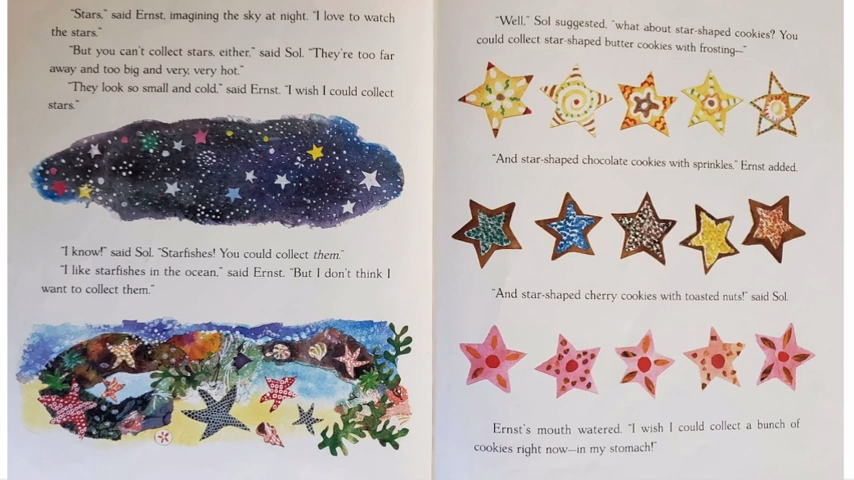 "Stars," said Ernst, imagining the sky at night. "I love to watch
the stars."
"But you can't collect stars, either," said Sol. "They're too far
away and too big and very, very hot."
"They look so small and cold," said Ernst. "I wish I could collect
stars."
"I know!" said Sol. "Starfishes! You could collect them."
"I like starfishes in the ocean," said Ernst. "But I don't think I
want to collect them."
"Well," Sol suggested, "what about star-shaped cookies? You
could collect star-shaped butter cookies with frosting—"
"And star-shaped chocolate cookies with sprinkles," Ernst added.
"And star-shaped cherry cookies with toasted nuts!" said Sol.
Ernst's mouth watered. "I wish I could collect a bunch of
cookies right now—in my stomach!"